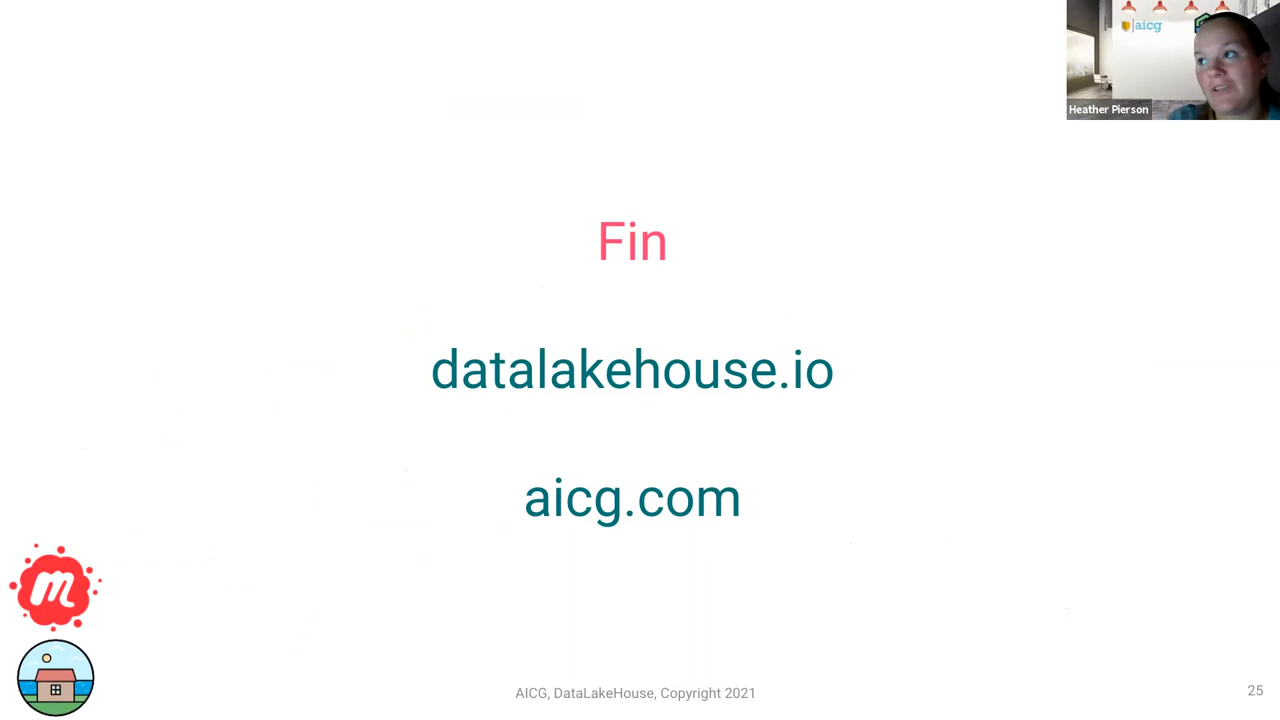 aicg
Heather Pierson
Fin
datalakehouse.io
aicg.com
m
AICG, DataLakeHouse, Copyright 2021
25